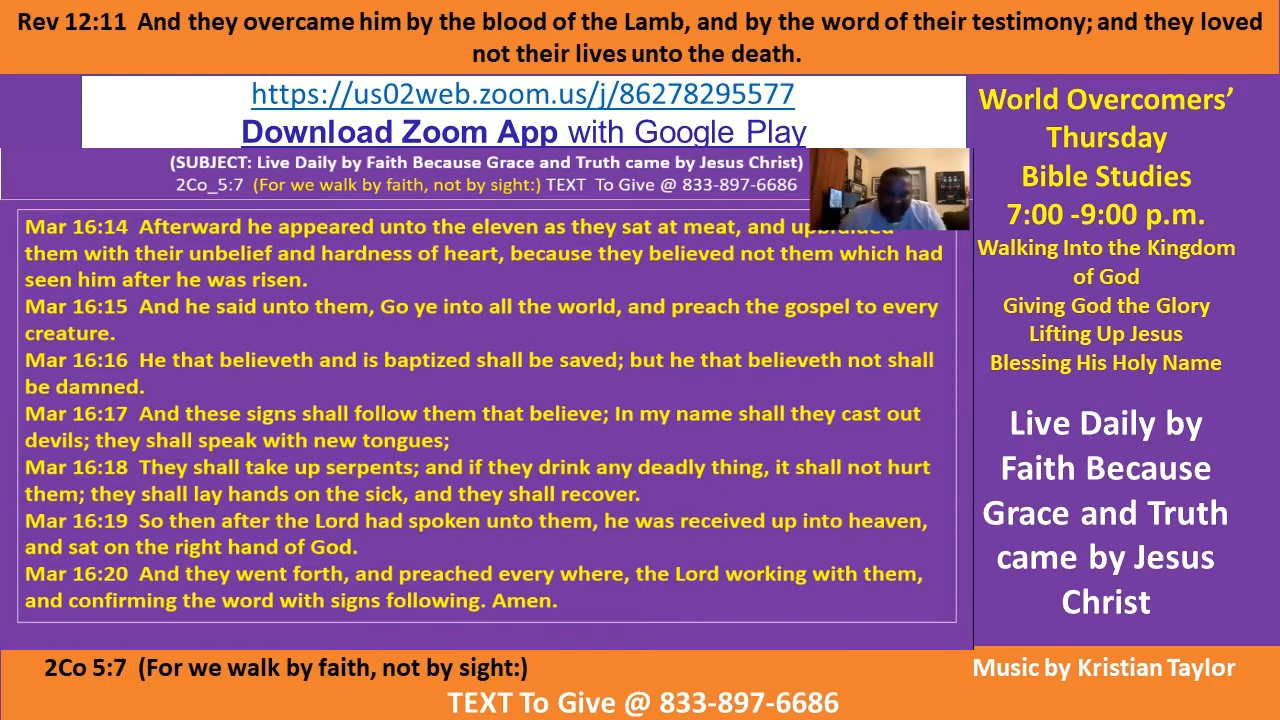 Rev 12:11  And they overcame him by the blood of the Lamb, and by the word of their testimony; and they loved
not their lives unto the death.
https://us02web.zoom.us/j/86278295577
Download Zoom App with Google Play
(SUBJECT: Live Daily by Faith Because Grace and Truth came by Jesus Christ)
2Co_5:7  (For we walk by faith, not by sight:) TEXT  To Give @ 833-897-6686
Mar 16:14  Afterward he appeared unto the eleven as they sat at meat, and upbraided
them with their unbelief and hardness of heart, because they believed not them which had
seen him after he was risen.
Mar 16:15  And he said unto them, Go ye into all the world, and preach the gospel to every
creature.
Mar 16:16  He that believeth and is baptized shall be saved; but he that believeth not shall
be damned.
Mar 16:17  And these signs shall follow them that believe; In my name shall they cast out
devils; they shall speak with new tongues;
Mar 16:18  They shall take up serpents; and if they drink any deadly thing, it shall not hurt
them; they shall lay hands on the sick, and they shall recover.
Mar 16:19  So then after the Lord had spoken unto them, he was received up into heaven,
and sat on the right hand of God.
Mar 16:20  And they went forth, and preached every where, the Lord working with them,
and confirming the word with signs following. Amen.
World Overcomers'
Thursday
Bible Studies
7:00 -9:00 p.m.
Walking Into the Kingdom
of God
Giving God the Glory
Lifting Up Jesus
Blessing His Holy Name
Live Daily by
Faith Because
Grace and Truth
came by Jesus
Christ
2Co 5:7  (For we walk by faith, not by sight:)
Music by Kristian Taylor
TEXT To Give @ 833-897-6686